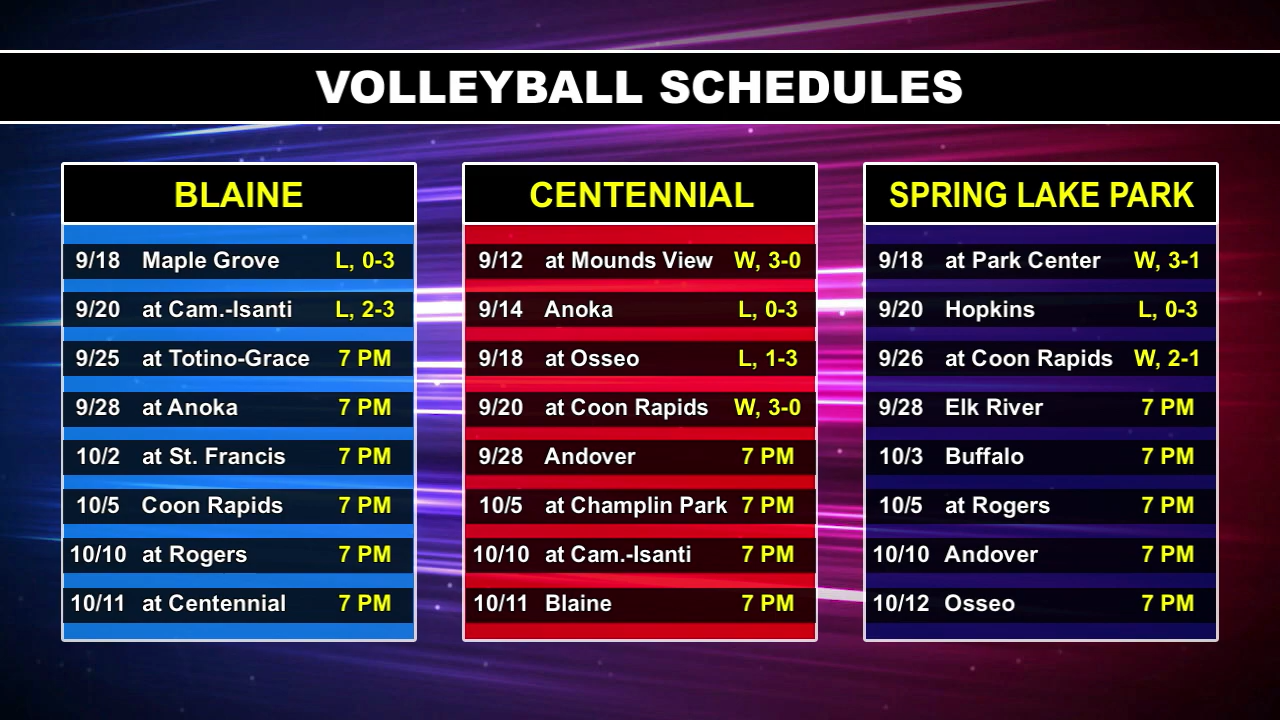 VOLLEYBALL SCHEDULES
BLAINE
9/18 Maple Grove L, 0-3
9/20 at Cam.-Isanti L, 2-3
9/25 at Totino-Grace 7 PM
9/28 at Anoka 7 PM
10/2 at St. Francis 7 PM
10/5 Coon Rapids 7 PM
10/10 at Rogers 7 PM
10/11 at Centennial 7 PM
CENTENNIAL
9/12 at Mounds View W, 3-0
9/14 Anoka L, 0-3
9/18 at Osseo L, 1-3
9/20 at Coon Rapids W, 3-0
9/28 Andover 7 PM
10/5 at Champlin Park 7 PM
10/10 at Cam.-Isanti 7 PM
10/11 Blaine 7 PM
SPRING LAKE PARK
9/18 at Park Center W, 3-1
9/20 Hopkins L, 0-3
9/26 at Coon Rapids W, 2-1
9/28 Elk River 7 PM
10/3 Buffalo 7 PM
10/5 at Rogers 7 PM
10/10 Andover 7 PM
10/12 Osseo 7 PM